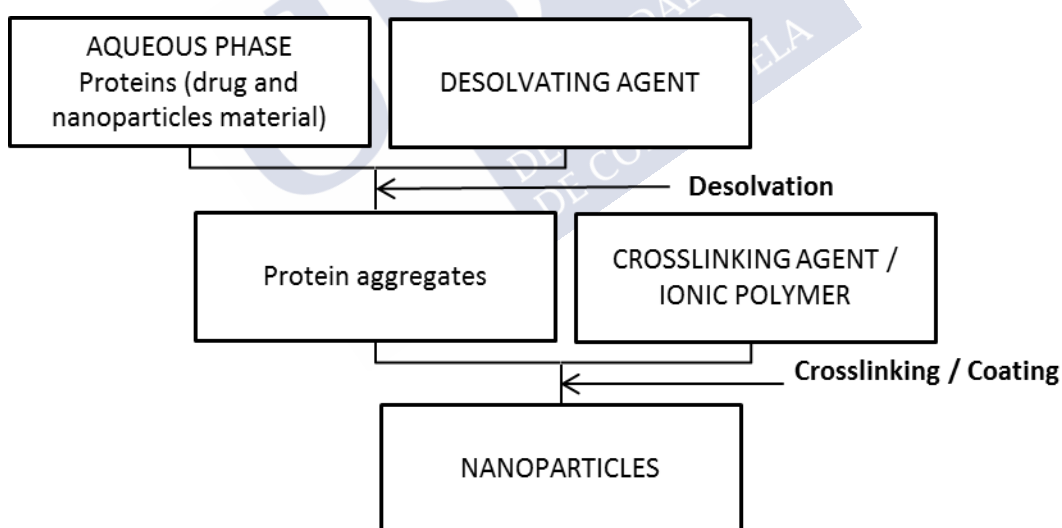 AQUEOUS PHASE
Proteins (drug and
nanoparticles material)
DESOLVATING AGENT
Desolvation
Protein aggregates
CROSSLINKING AGENT /
IONIC POLYMER
Crosslinking / Coating
NANOPARTICLES